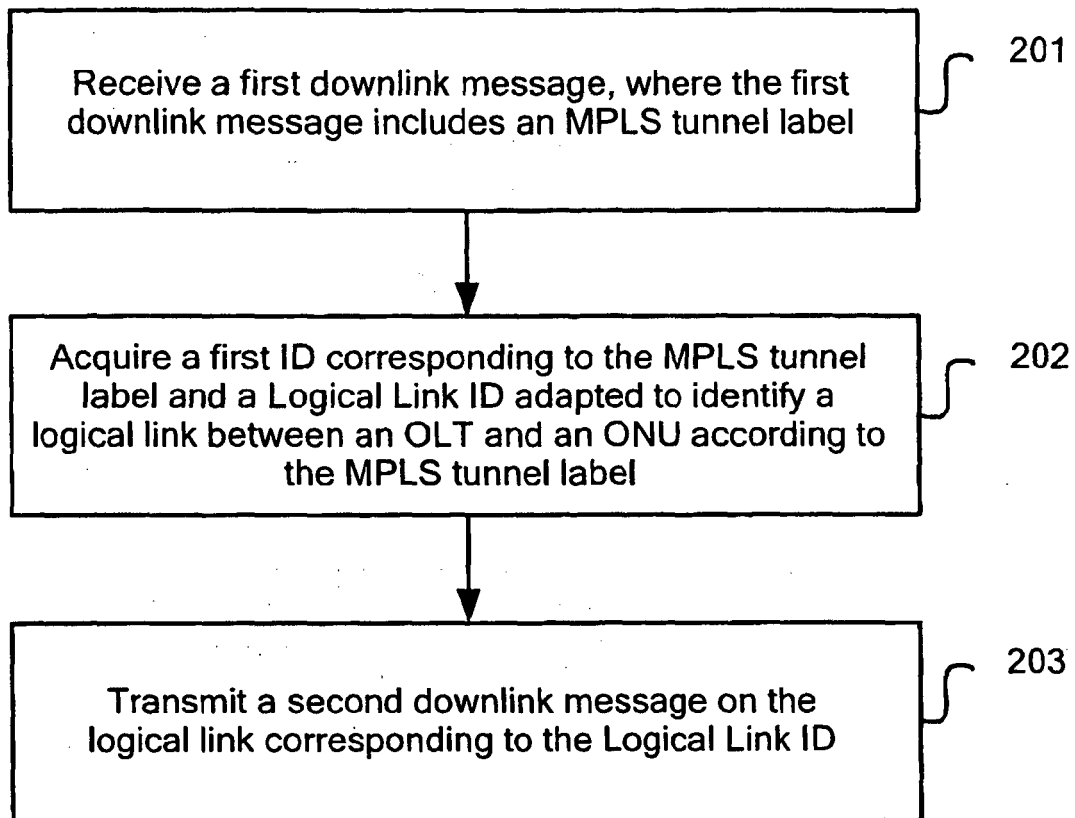 Receive a first downlink message, where the first
downlink message includes an MPLS tunnel label
201
Acquire a first ID corresponding to the MPLS tunnel
label and a Logical Link ID adapted to identify a
logical link between an OLT and an ONU according to
the MPLS tunnel label
202
Transmit a second downlink message on the
logical link corresponding to the Logical Link ID
203